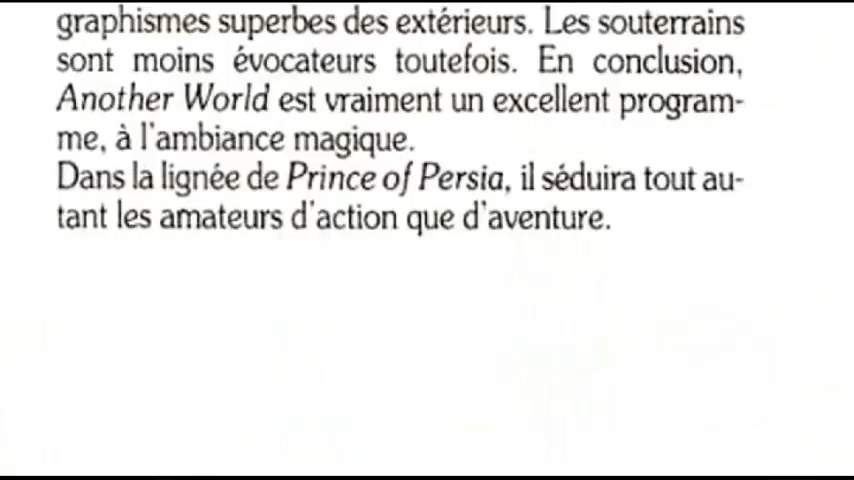 graphismes superbes des extérieurs. Les souterrains
sont moins évocateurs toutefois. En conclusion,
Another World est vraiment un excellent program-
me, à l'ambiance magique.
Dans la lignée de Prince of Persia, il séduira tout au-
tant les amateurs d'action que d'aventure.